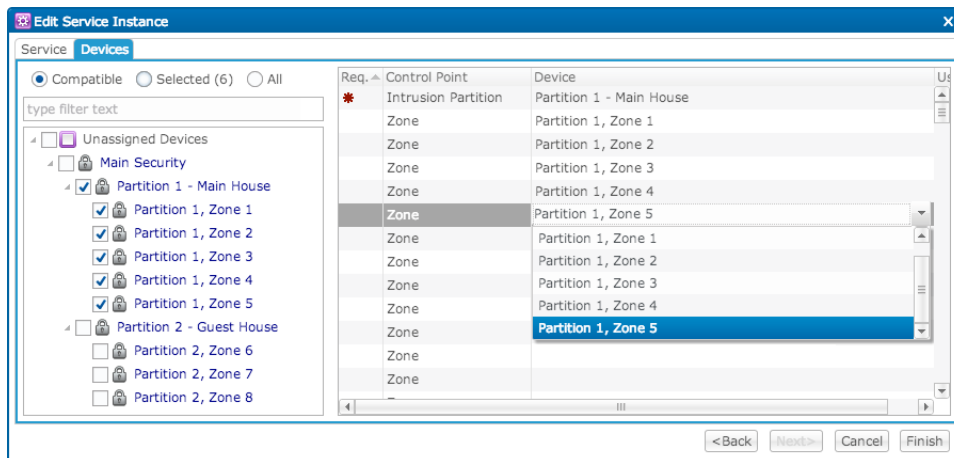 Edit Service Instance
Service Devices
Compatible Selected (6) All
type filter text
Unassigned Devices
Main Security
Partition 1 - Main House
Partition 1, Zone 1
Partition 1, Zone 2
Partition 1, Zone 3
Partition 1, Zone 4
Partition 1, Zone 5
Partition 2 - Guest House
Partition 2, Zone 6
Partition 2, Zone 7
Partition 2, Zone 8
Req. Control Point Device Us
Intrusion Partition Partition 1 - Main House
Zone Partition 1, Zone 1
Zone Partition 1, Zone 2
Zone Partition 1, Zone 3
Zone Partition 1, Zone 4
Zone Partition 1, Zone 5
Zone Partition 1, Zone 1
Zone Partition 1, Zone 2
Zone Partition 1, Zone 3
Zone Partition 1, Zone 4
Zone Partition 1, Zone 5
Zone
Zone
<Back Next> Cancel Finish